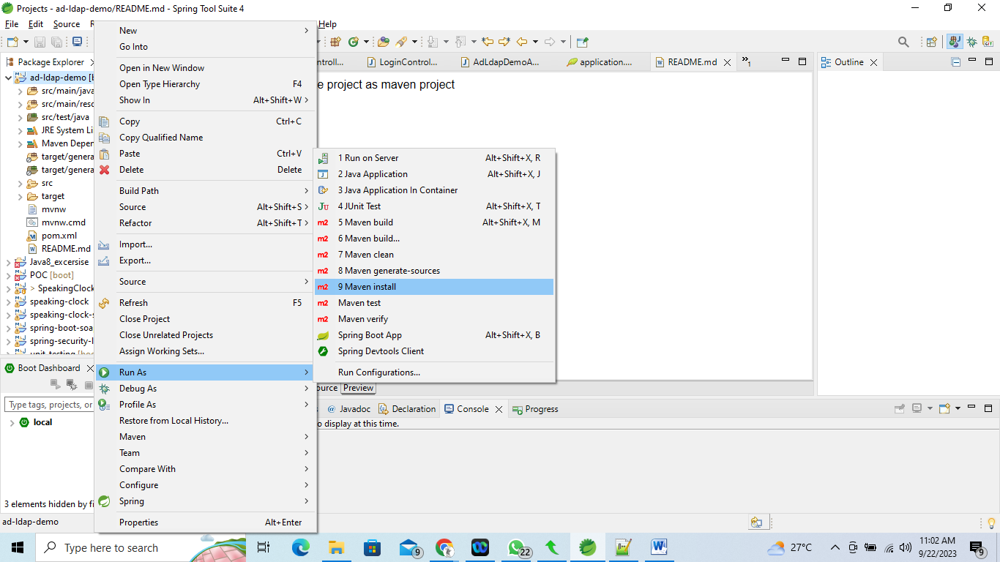 Projects - ad-ldap-demo/README.md - Spring Tool Suite 4
File Edit Source Help
Package Explorer
ad-ldap-demo
src/main/java
src/main/reso
src/test/java
JRE System Li
Maven Depen
target/genera
target/genera
src
target
mvnw
mvnw.cmd
pom.xml
README.md
Java8_excersise
POC [boot]
> SpeakingClock
speaking-clock
speaking-clock-s
spring-boot-soa
spring-security-l
unit-testing [boo
Boot Dashboard
Type tags, projects, or
local
3 elements hidden by fi
ad-ldap-demo
New
Go Into
Open in New Window
Open Type Hierarchy F4
Show In Alt+Shift+W
Copy Ctrl+C
Copy Qualified Name
Paste Ctrl+V
Delete Delete
Build Path
Source Alt+Shift+S
Refactor Alt+Shift+T
Import...
Export...
Source
Refresh F5
Close Project
Close Unrelated Projects
Assign Working Sets...
Run As
Debug As
Profile As
Restore from Local History...
Maven
Team
Compare With
Configure
Spring
Properties Alt+Enter
1 Run on Server Alt+Shift+X, R
2 Java Application Alt+Shift+X, J
3 Java Application In Container
4 JUnit Test Alt+Shift+X, T
5 Maven build Alt+Shift+X, M
6 Maven build...
7 Maven clean
8 Maven generate-sources
9 Maven install
Maven test
Maven verify
Spring Boot App Alt+Shift+X, B
Spring Devtools Client
Run Configurations...
ntroll... LoginControl... AdLdapDemoA... application.... README.md 1
e project as maven project
ource Preview
Outline
Javadoc Declaration Console Progress
o display at this time.
Type here to search
9
22
27°C
11:02 AM
9/22/2023
9